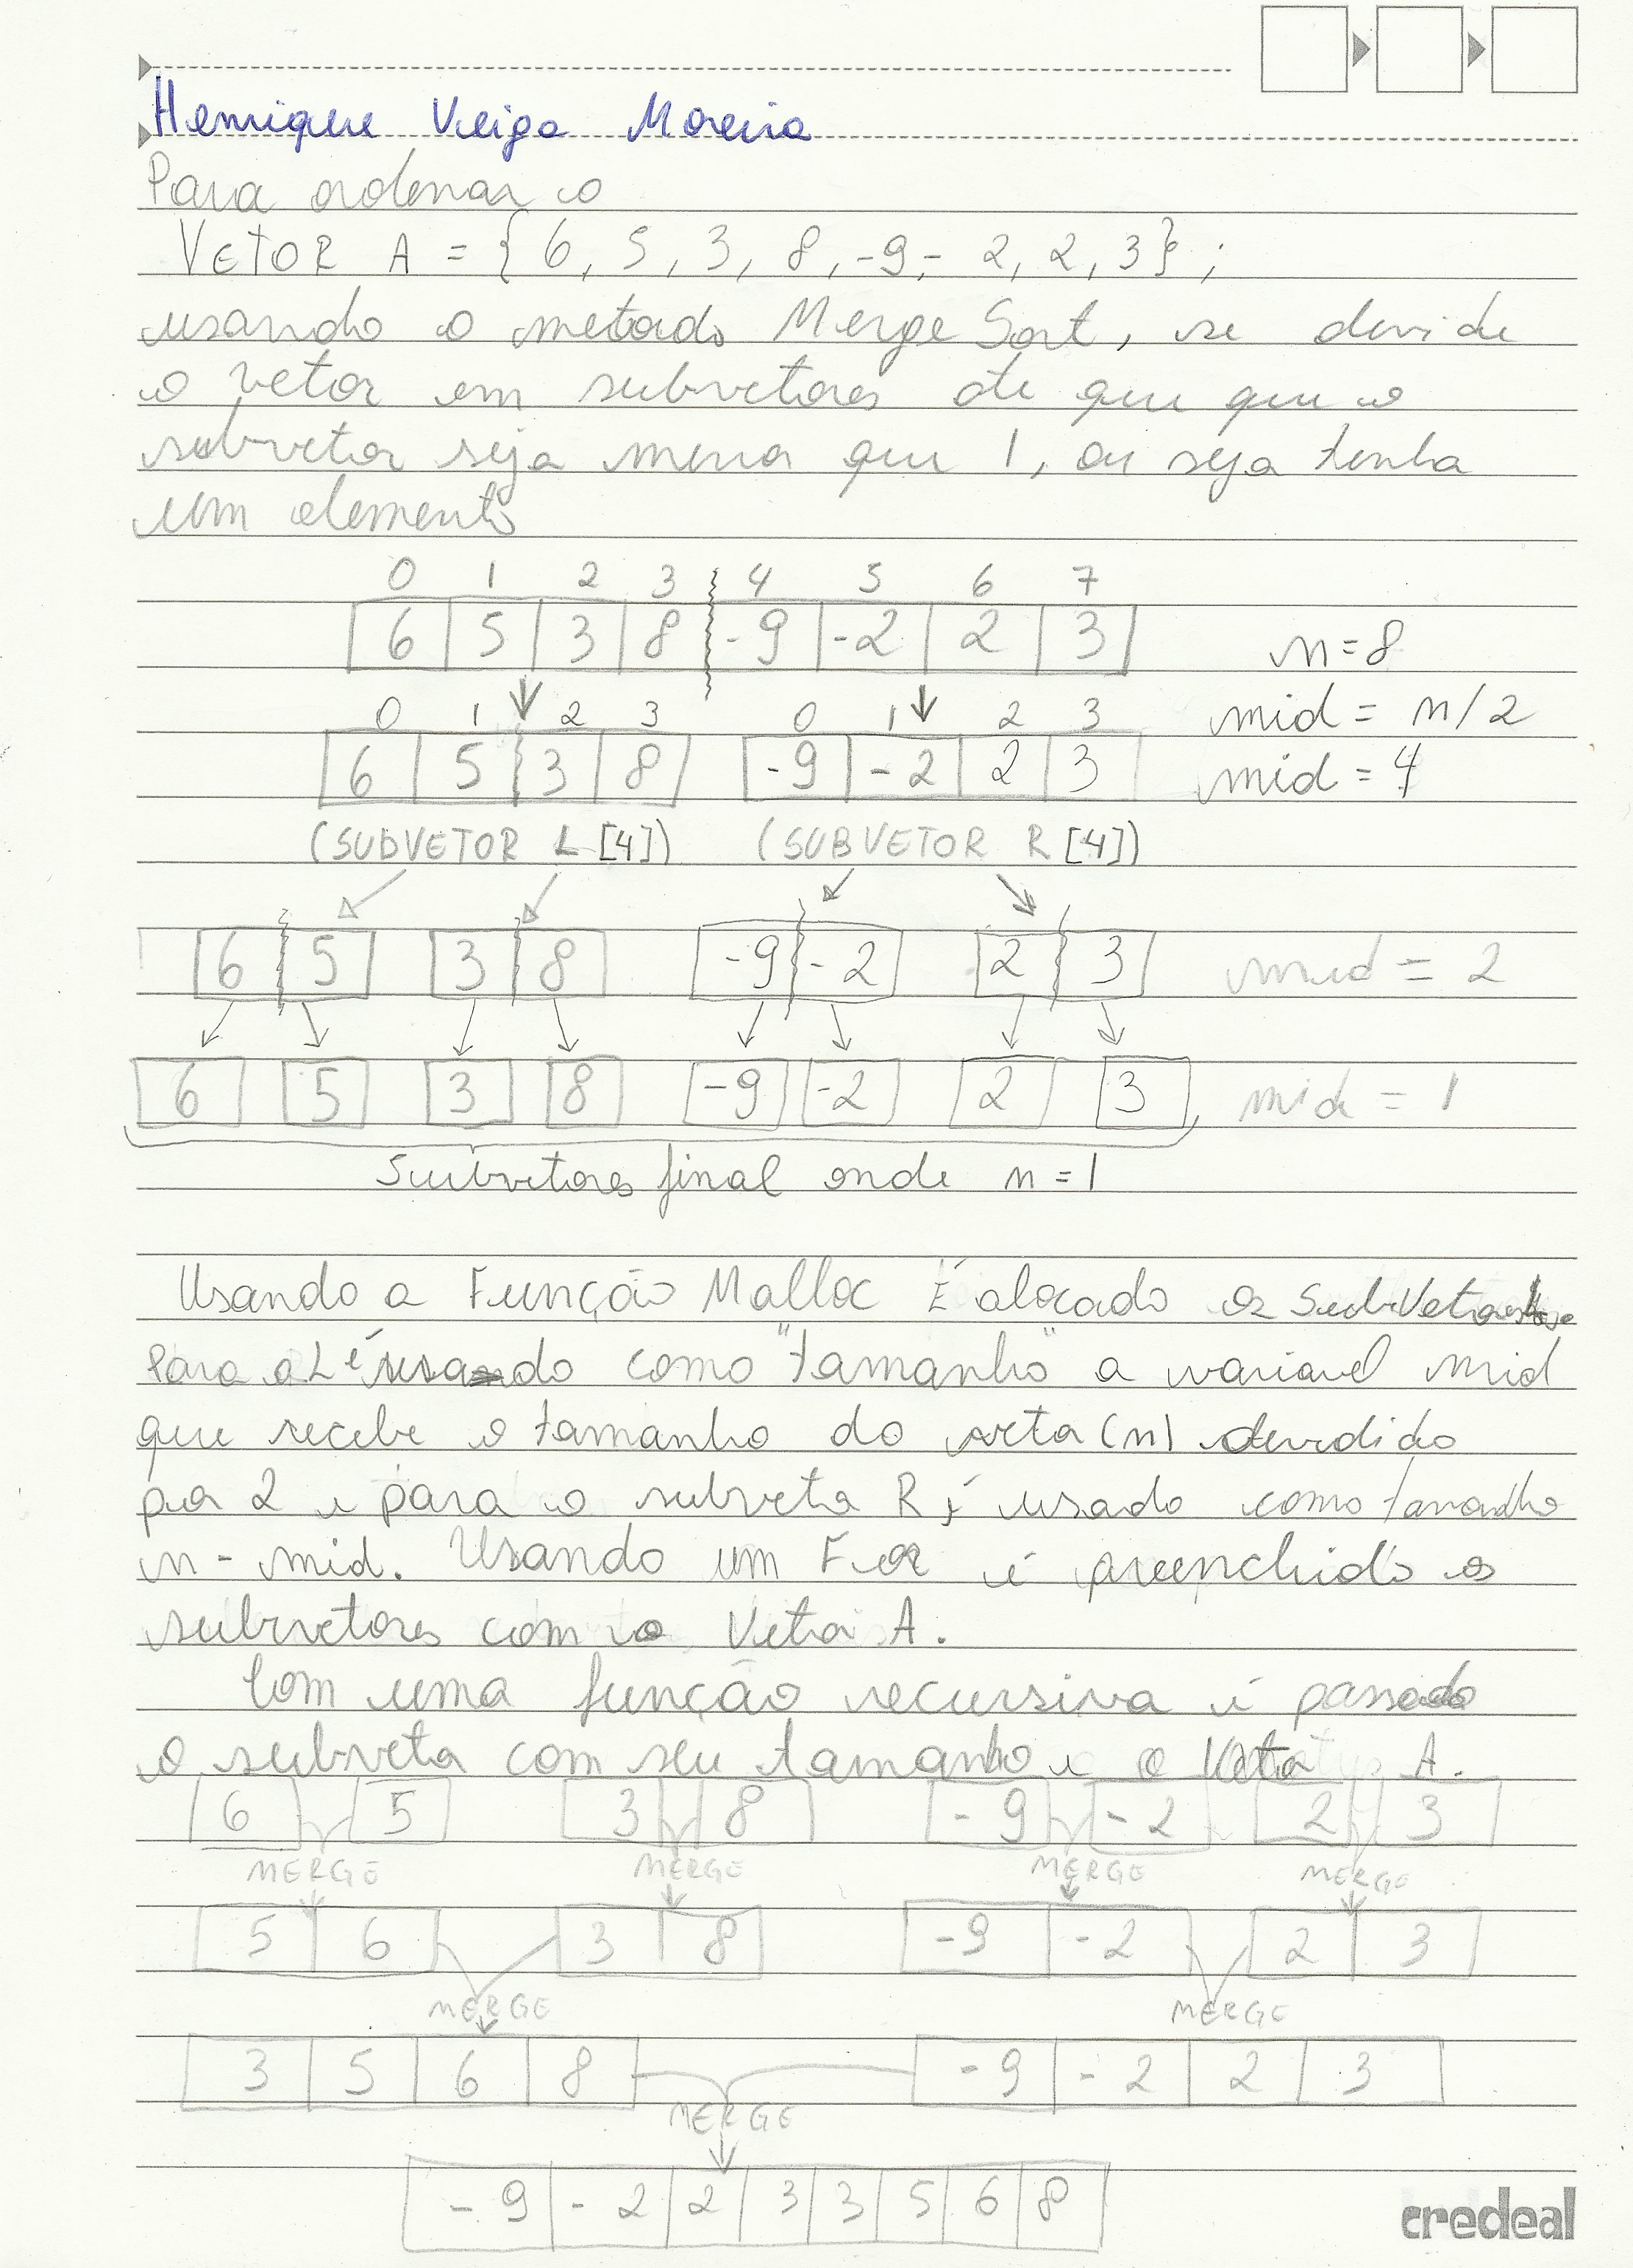 Henrique Veiga Moreira
Para ordenar o
VETOR A = { 6, 5, 3, 8, -9, - 2, 2, 3 } ;
usando o metodo Merge Sort, se devide
o vetor em subvetores ate que que o
subvetor seja menor que 1, ou seja tenha
um elemento
0 1 2 3 4 5 6 7
6 5 3 8 -9 -2 2 3 n=8
0 1 2 3 0 1 2 3 mid = n/2
6 5 3 8 -9 -2 2 3 mid = 4
(SUBVETOR L [4]) (SUBVETOR R [4])
6 5 3 8 -9 -2 2 3 mid = 2
6 5 3 8 -9 -2 2 3 mid = 1
Subvetores final onde n=1
Usando a Função Malloc É alocado os SubVetores
Para o L é usado como "tamanho" a variavel mid
que recebe o tamanho do vetor (n) devidido
por 2 e para o subvetor R é usado como tamanho
n - mid. Usando um For é preenchido os
subvetores com o Vetor A.
Com uma função recursiva é passado
o subvetor com seu tamanho e o Vetor A.
6 5 3 8 -9 -2 2 3
MERGE MERGE MERGE MERGE
5 6 3 8 -9 -2 2 3
MERGE MERGE
3 5 6 8 -9 -2 2 3
MERGE
-9 -2 2 3 3 5 6 8
credeal